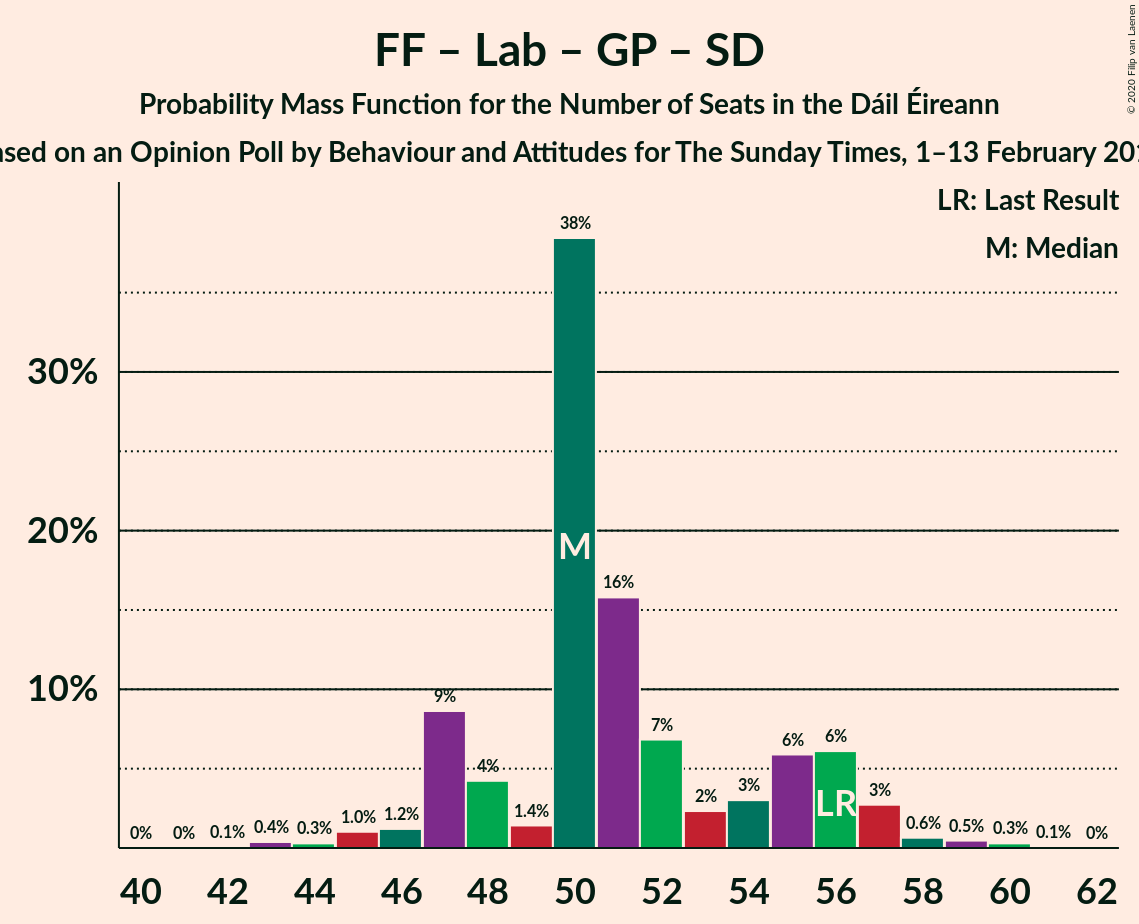 FF – Lab – GP – SD
Probability Mass Function for the Number of Seats in the Dáil Éireann
on an Opinion Poll by Behaviour and Attitudes for The Sunday Times, 1–13 February
© 2020 Filip van Laenen
LR: Last Result
M: Median
38%
30%
20%
M
16%
10%
9%
7%
6% 6%
4%
3% LR 3%
2%
1.0% 1.2% 1.4%
0% 0% 0.1% 0.4% 0.3% 0.6% 0.5% 0.3% 0.1% 0%
40 42 44 46 48 50 52 54 56 58 60 62